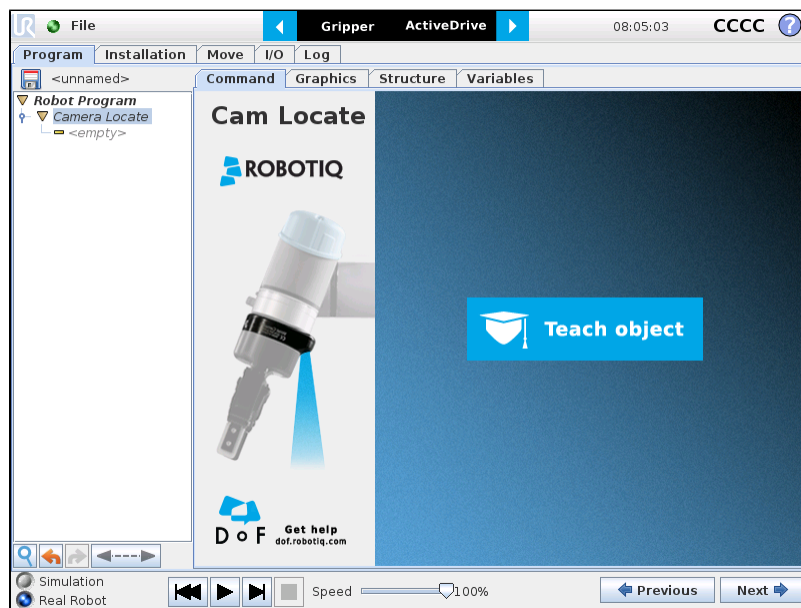 File
Gripper ActiveDrive
08:05:03
CCCC
?
Program Installation Move I/O Log
<unnamed>
Command Graphics Structure Variables
Robot Program
Camera Locate
<empty>
Cam Locate
ROBOTIQ
Teach object
DoF
Get help
dof.robotiq.com
Simulation
Real Robot
Speed 100%
Previous
Next